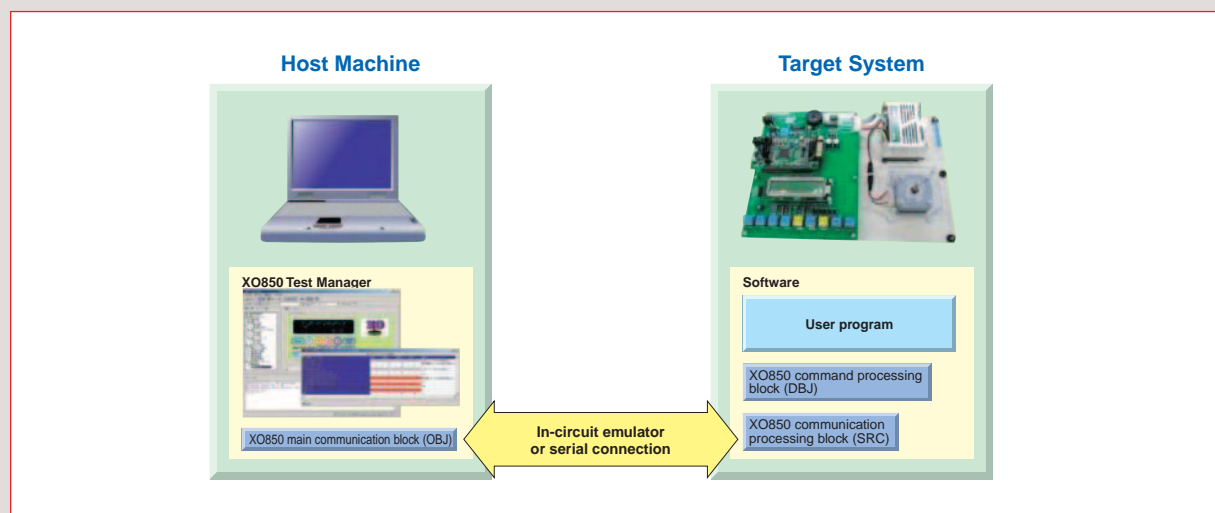 Host Machine
Target System
XO850 Test Manager
XO850 main communication block (OBJ)
In-circuit emulator
or serial connection
Software
User program
XO850 command processing
block (DBJ)
XO850 communication
processing block (SRC)